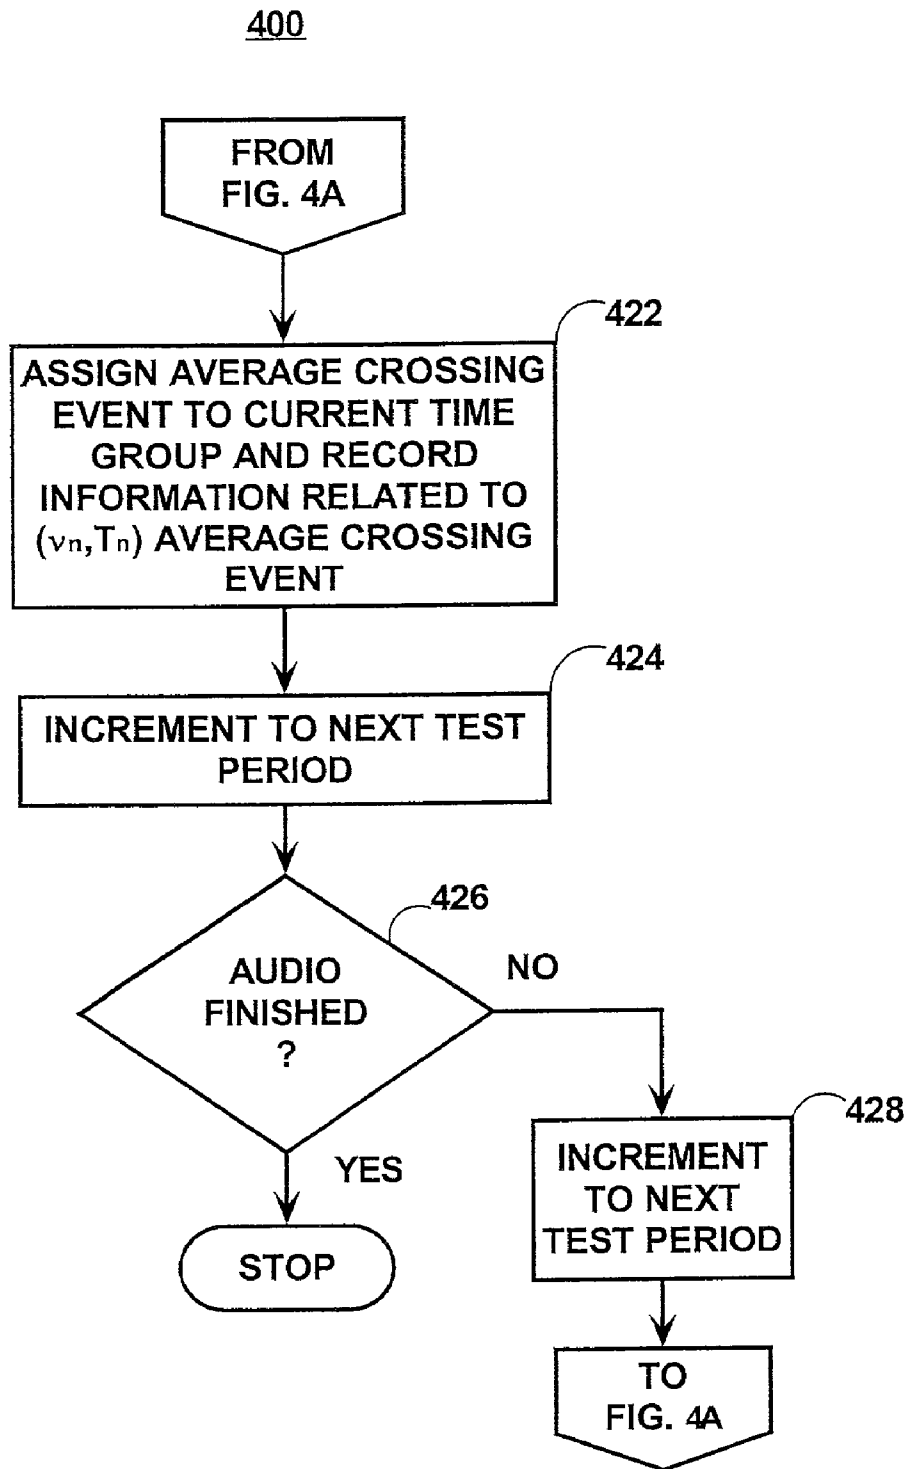 400
FROM
FIG. 4A
422
ASSIGN AVERAGE CROSSING
EVENT TO CURRENT TIME
GROUP AND RECORD
INFORMATION RELATED TO
(νn,Tn) AVERAGE CROSSING
EVENT
424
INCREMENT TO NEXT TEST
PERIOD
426
AUDIO
FINISHED
?
NO
YES
STOP
428
INCREMENT
TO NEXT
TEST PERIOD
TO
FIG. 4A